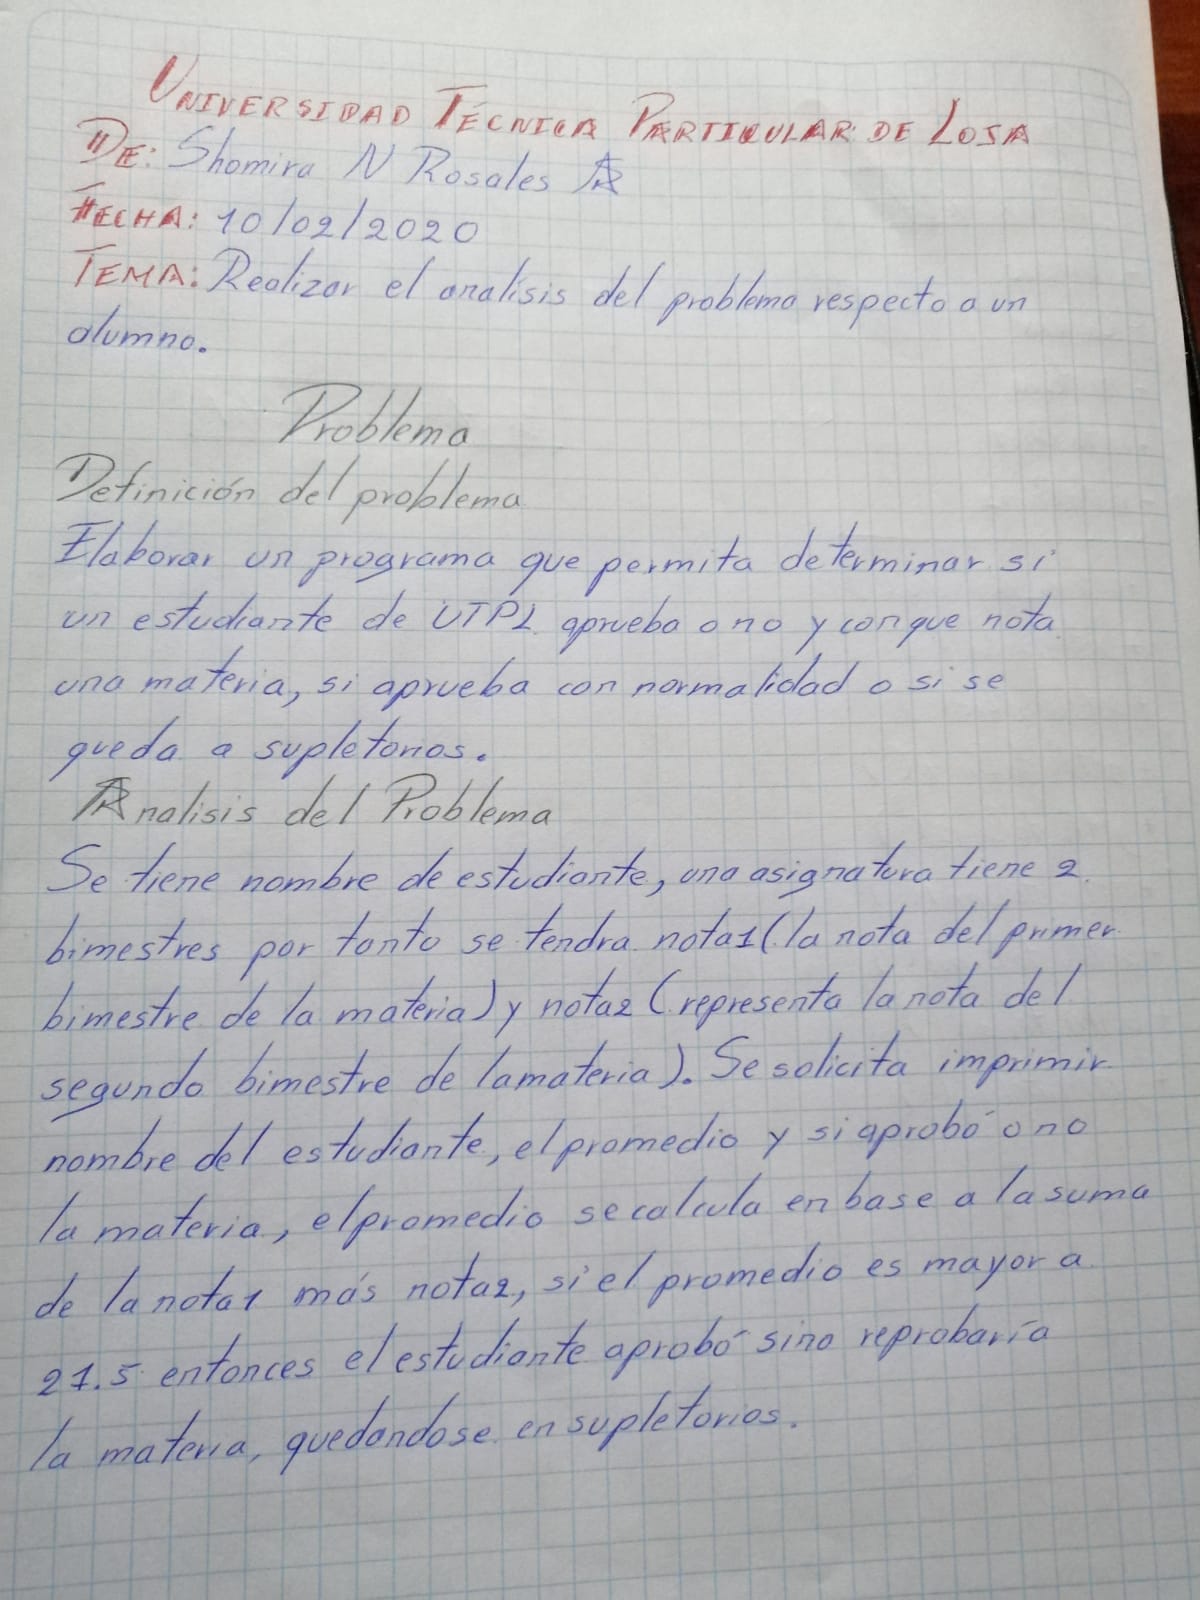 UNIVERSIDAD TECNICA PARTICULAR DE LOJA
DE: Shomira N Rosales A
FECHA: 10/02/2020
TEMA: Realizar el analisis del problema respecto a un
alumno.
Problema
Definición del problema
Elaborar un programa que permita determinar si
un estudiante de UTPL aprueba o no y con que nota
una materia, si aprueba con normalidad o si se
queda a supletorios.
Analisis del Problema
Se tiene nombre de estudiante, una asignatura tiene 2
bimestres por tanto se tendra nota1 (la nota del primer
bimestre de la materia) y nota2 (representa la nota del
segundo bimestre de la materia). Se solicita imprimir
nombre del estudiante, el promedio y si aprobó o no
la materia, el promedio se calcula en base a la suma
de la nota1 más nota2, si el promedio es mayor a
27.5 entonces el estudiante aprobó sino reprobaría
la materia, quedandose en supletorios.